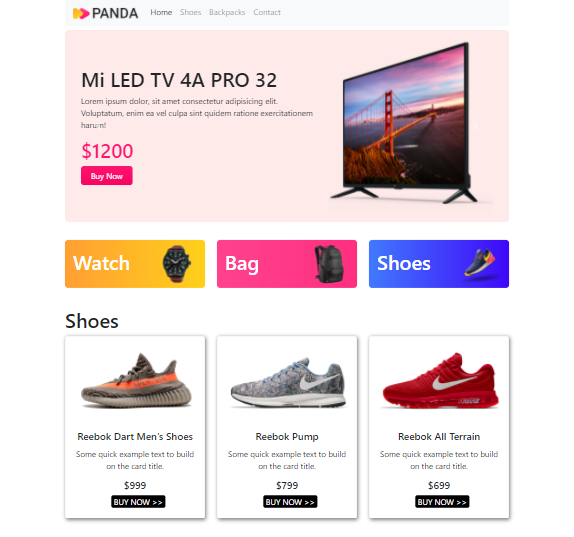 PANDA Home Shoes Backpacks Contact
Mi LED TV 4A PRO 32
Lorem ipsum dolor, sit amet consectetur adipisicing elit.
Voluptatum, enim ea vel culpa sint quidem ratione exercitationem
harum!
$1200
Buy Now
Watch
Bag
Shoes
Shoes
Reebok Dart Men's Shoes
Some quick example text to build
on the card title.
$999
BUY NOW >>
Reebok Pump
Some quick example text to build
on the card title.
$799
BUY NOW >>
Reebok All Terrain
Some quick example text to build
on the card title.
$699
BUY NOW >>